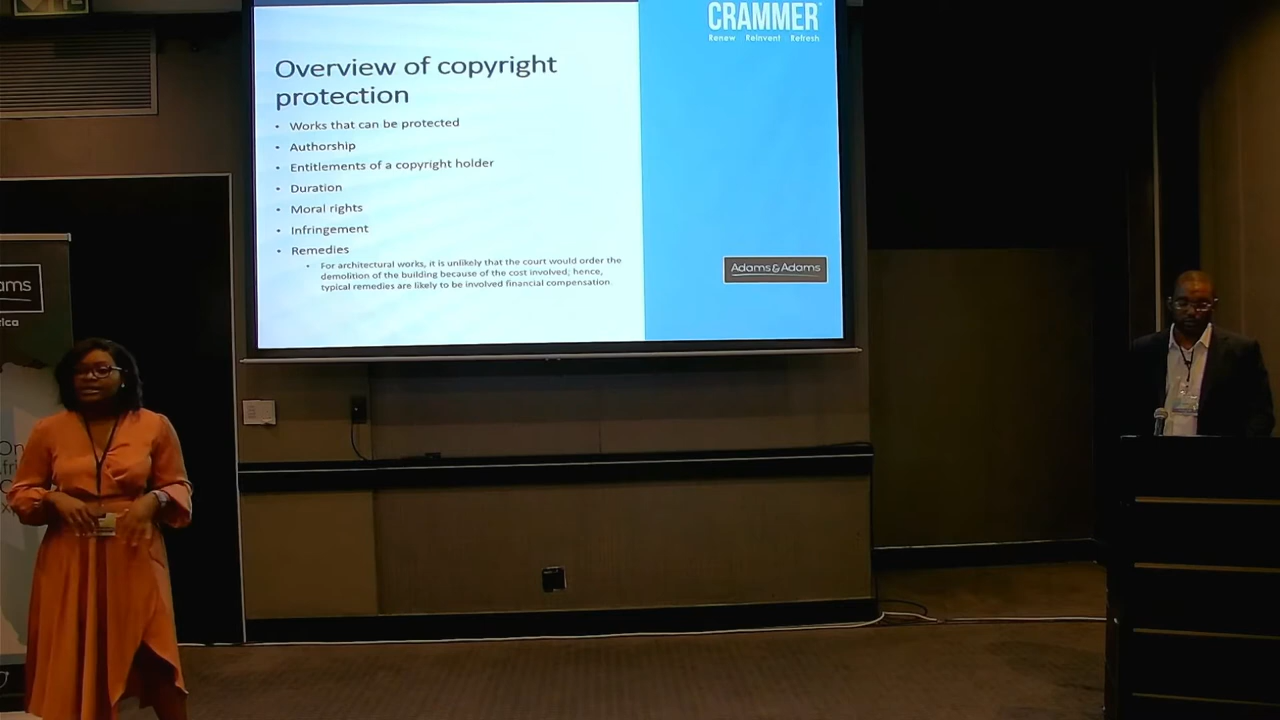 CRAMMER
Renew Reinvent Refresh
Overview of copyright
protection
• Works that can be protected
• Authorship
• Entitlements of a copyright holder
• Duration
• Moral rights
• Infringement
• Remedies
• For architectural works, it is unlikely that the court would order the
demolition of the building because of the cost involved; hence,
typical remedies are likely to be involved financial compensation.
Adams & Adams
ams